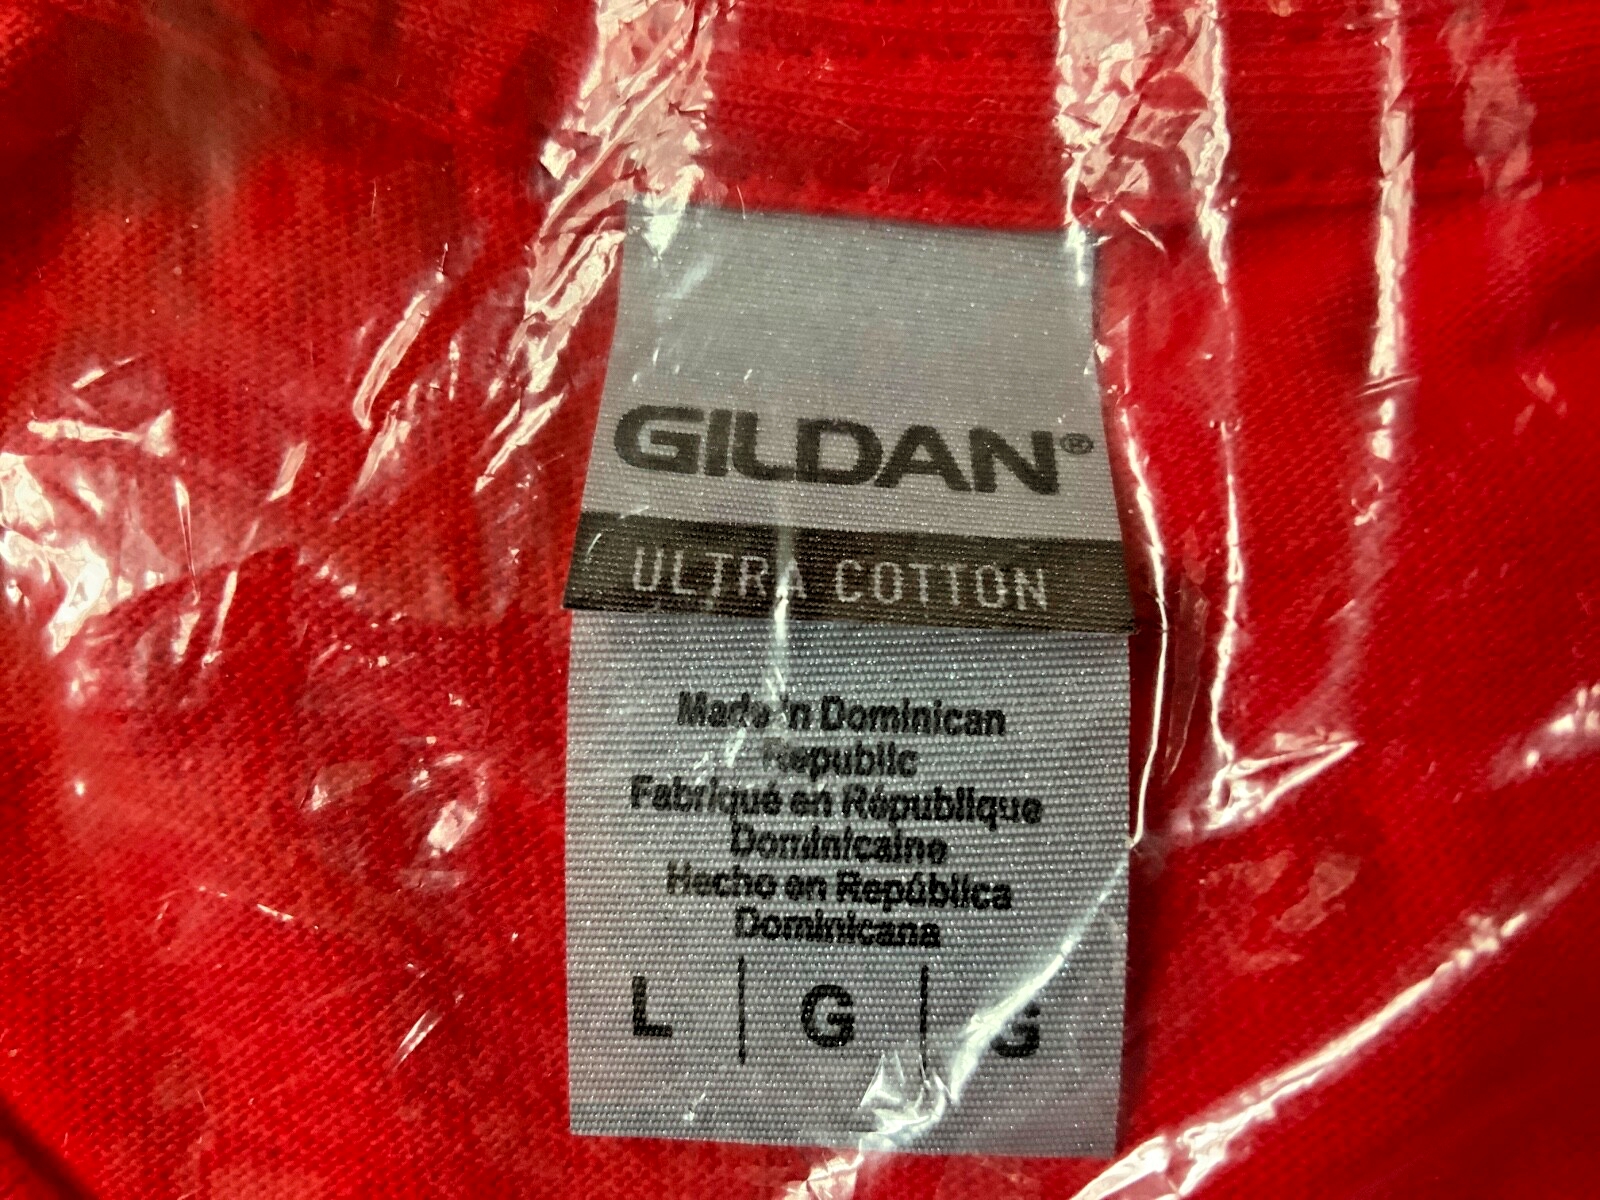 GILDAN®
ULTRA COTTON
Made in Dominican
Republic
Fabriqué en République
Dominicaine
Hecho en República
Dominicana
L | G | G